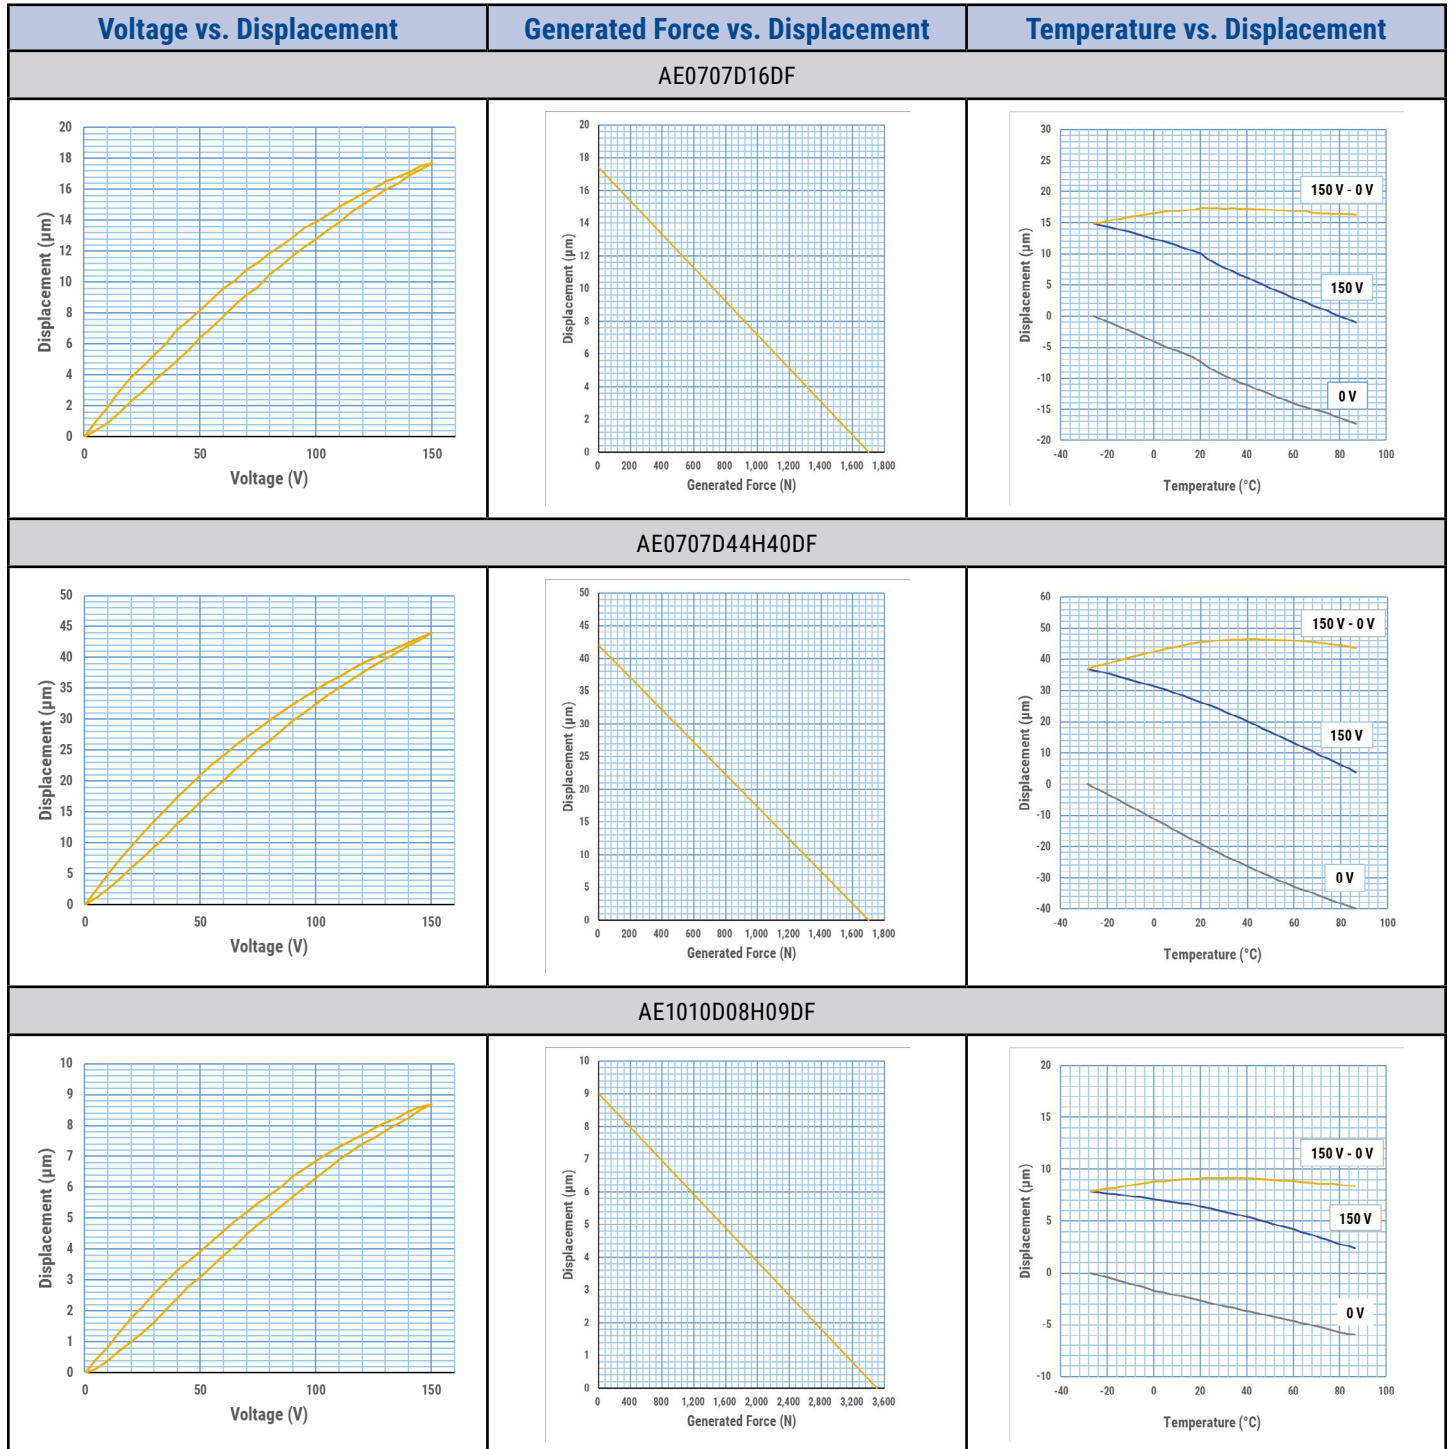 Voltage vs. Displacement Generated Force vs. Displacement Temperature vs. Displacement
AE0707D16DF
20
18
16
14
12
10
8
6
4
2
0
Displacement (µm)
0 50 100 150
Voltage (V)
20
18
16
14
12
10
8
6
4
2
0
Displacement (µm)
0 200 400 600 800 1,000 1,200 1,400 1,600 1,800
Generated Force (N)
30
25
20
15
10
5
0
-5
-10
-15
-20
Displacement (µm)
150 V - 0 V
150 V
0 V
-40 -20 0 20 40 60 80 100
Temperature (°C)
AE0707D44H40DF
50
45
40
35
30
25
20
15
10
5
0
Displacement (µm)
0 50 100 150
Voltage (V)
50
45
40
35
30
25
20
15
10
5
0
Displacement (µm)
0 200 400 600 800 1,000 1,200 1,400 1,600 1,800
Generated Force (N)
60
50
40
30
20
10
0
-10
-20
-30
-40
Displacement (µm)
150 V - 0 V
150 V
0 V
-40 -20 0 20 40 60 80 100
Temperature (°C)
AE1010D08H09DF
10
9
8
7
6
5
4
3
2
1
0
Displacement (µm)
0 50 100 150
Voltage (V)
10
9
8
7
6
5
4
3
2
1
0
Displacement (µm)
0 400 800 1,200 1,600 2,000 2,400 2,800 3,200 3,600
Generated Force (N)
20
15
10
5
0
-5
-10
Displacement (µm)
150 V - 0 V
150 V
0 V
-40 -20 0 20 40 60 80 100
Temperature (°C)